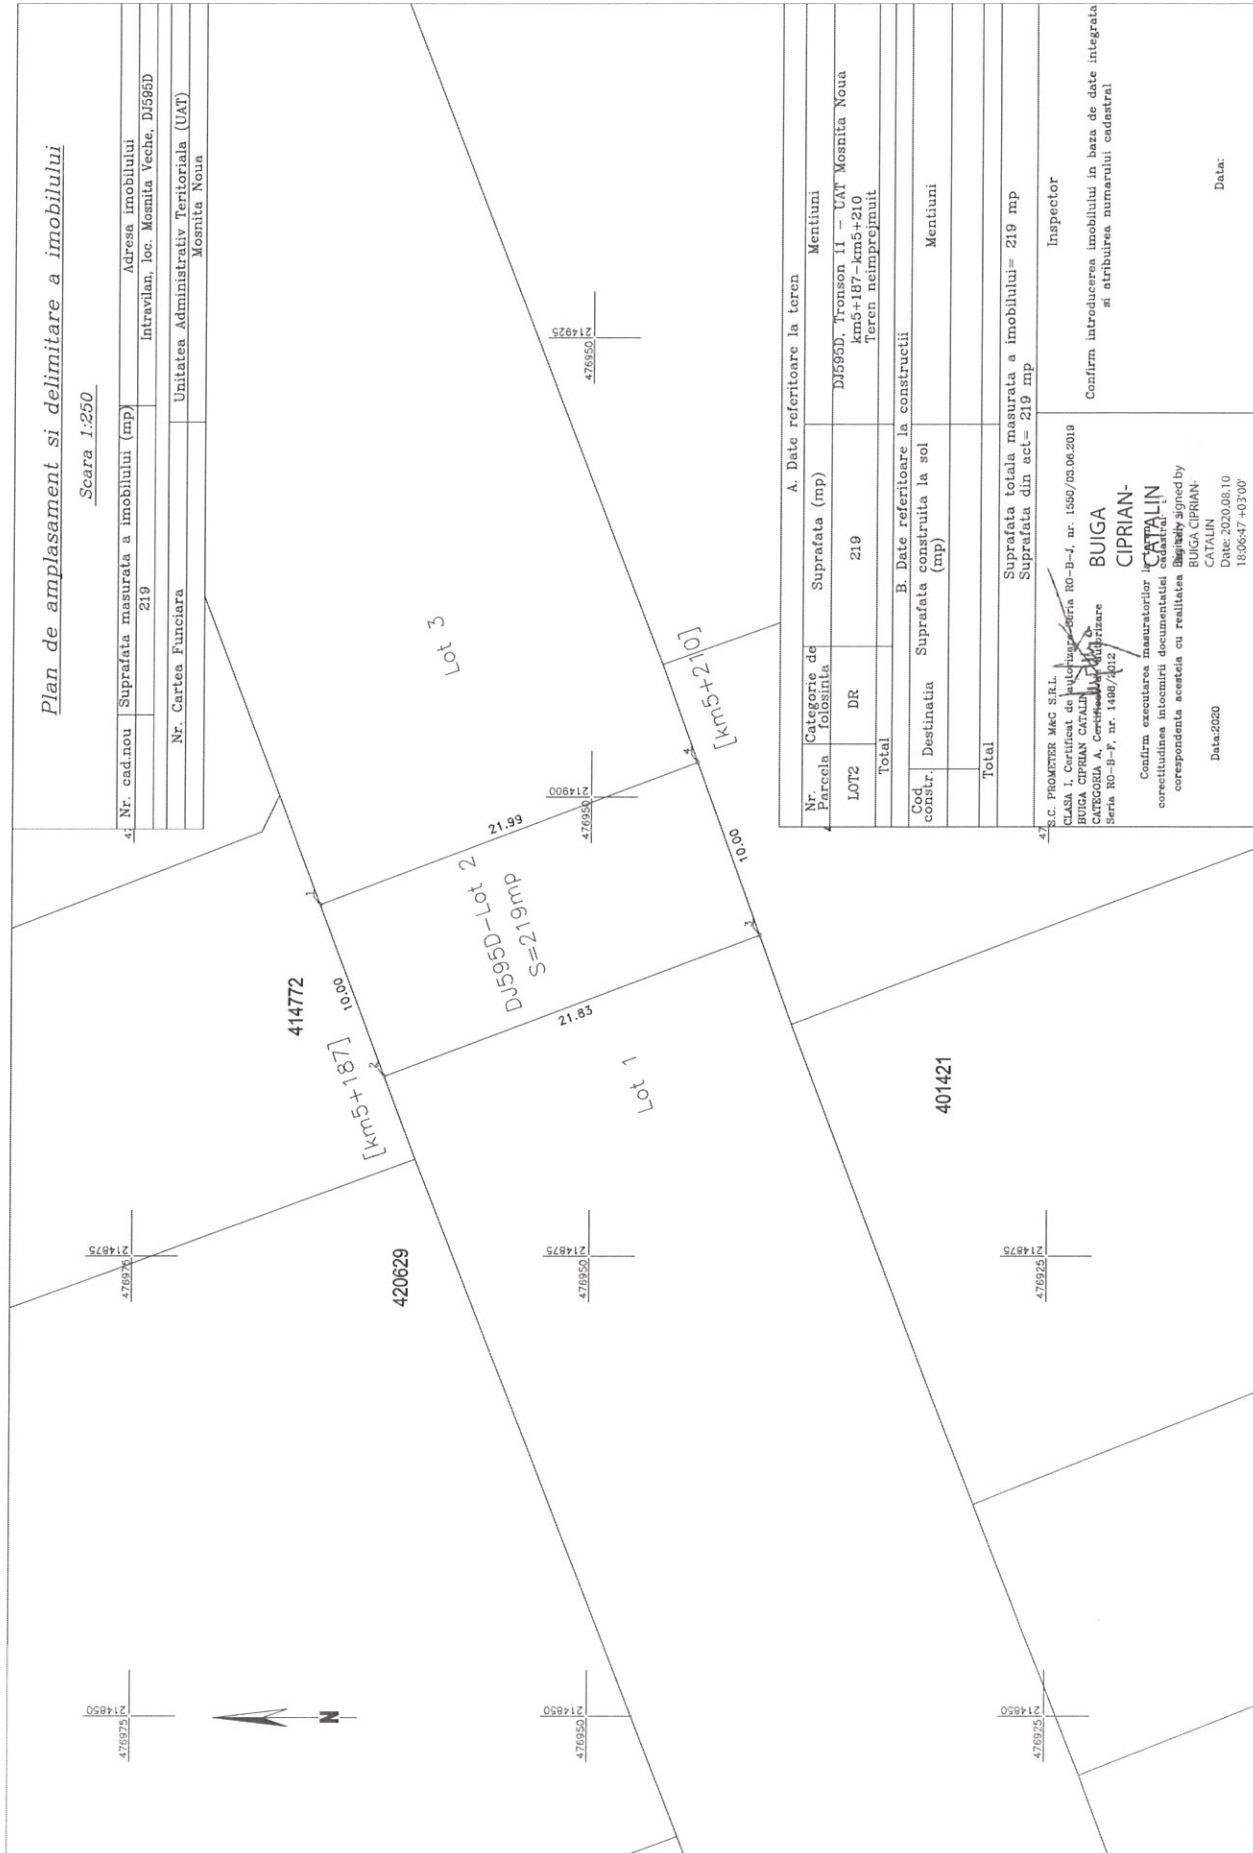 Plan de amplasament si delimitare a imobilului
Scara 1:250
Nr. cad.nou
Suprafata masurata a imobilului (mp)
Adresa imobilului
219
Intravilan, loc. Mosnita Veche, DJ595D
Nr. Cartea Funciara
Unitatea Administrativ Teritoriala (UAT)
Mosnita Noua
476975
214850
476975
214875
476950
214850
476950
214875
476950
214900
476950
214925
476925
214850
476925
214875
N
420629
414772
401421
[km5+187]
[km5+210]
1
2
3
4
10.00
21.99
21.83
10.00
DJ595D-Lot 2
S=219mp
Lot 1
Lot 3
A. Date referitoare la teren
Nr.
Parcela
Categorie de
folosinta
Suprafata (mp)
Mentiuni
LOT2
DR
219
DJ595D, Tronson 11 - UAT Mosnita Noua
km5+187-km5+210
Teren neimprejmuit
Total
B. Date referitoare la constructii
Cod
constr.
Destinatia
Suprafata construita la sol
(mp)
Mentiuni
Total
Suprafata totala masurata a imobilului= 219 mp
Suprafata din act= 219 mp
S.C. PROMETER M&C S.R.L.
CLASA I, Certificat de autorizare Seria RO-B-J, nr. 1550/03.06.2019
BUIGA CIPRIAN CATALIN
CATEGORIA A, Certificat de autorizare
Seria RO-B-F, nr. 1498/2012
Confirm executarea masuratorilor la teren,
corectitudinea intocmirii documentatiei cadastrale si
corespondenta acesteia cu realitatea
Data:2020
BUIGA
CIPRIAN-
CATALIN
Digitally signed by
BUIGA CIPRIAN-
CATALIN
Date: 2020.08.10
18:06:47 +03'00'
Inspector
Confirm introducerea imobilului in baza de date integrata
si atribuirea numarului cadastral
Data: